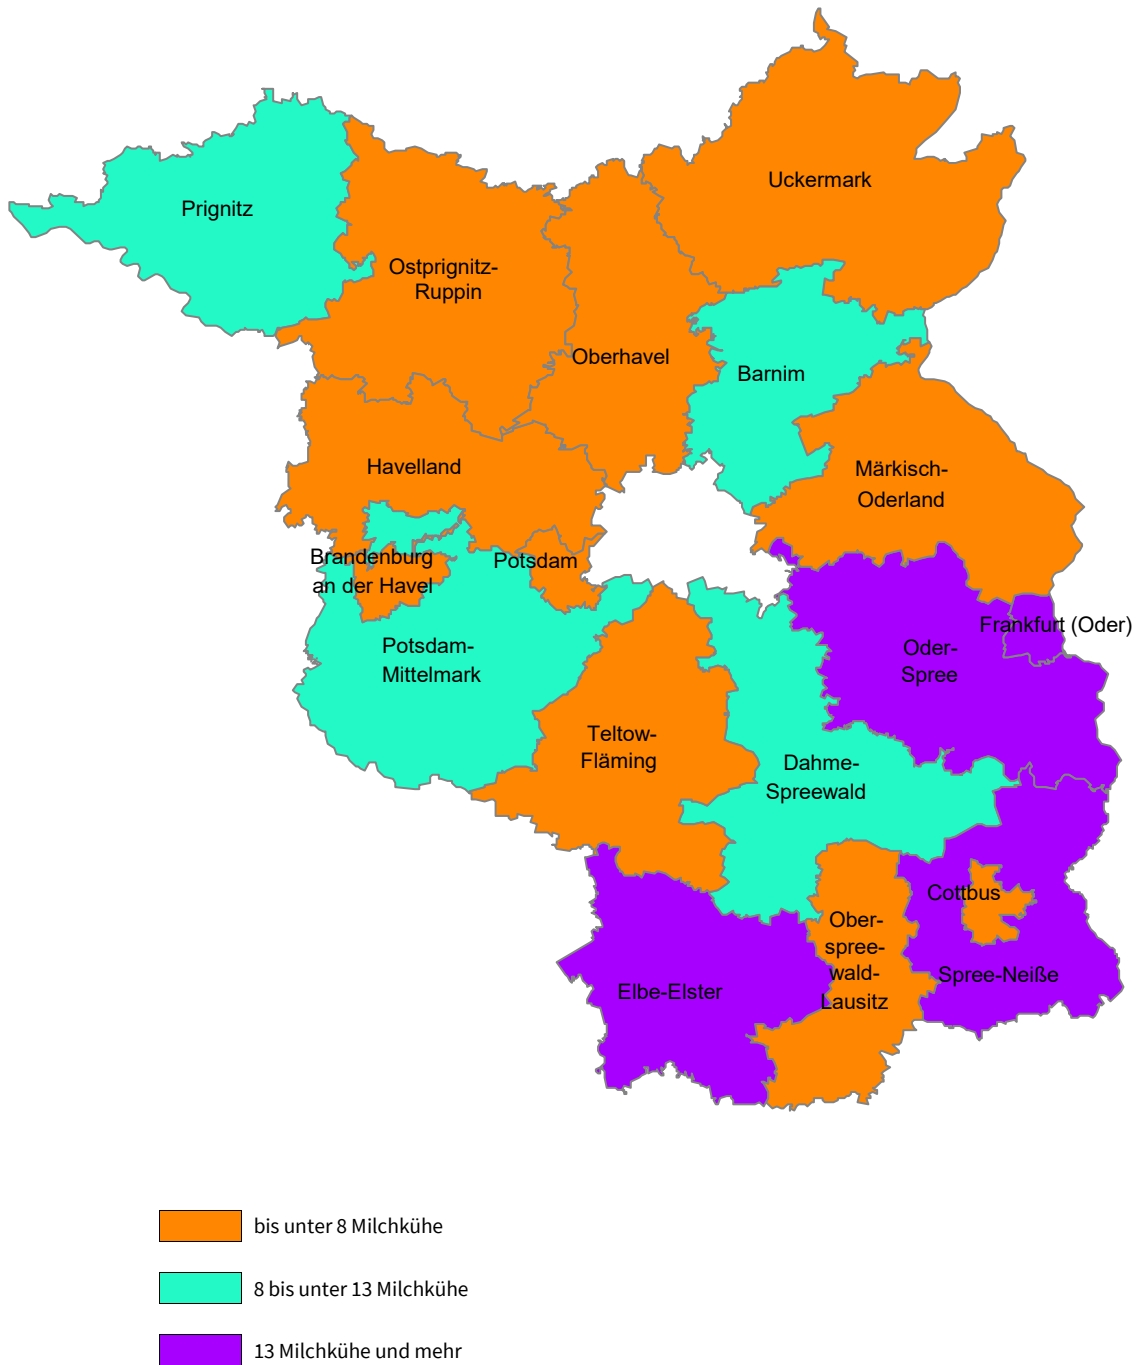 Uckermark
Prignitz
Ostprignitz-
Ruppin
Oberhavel
Barnim
Havelland
Märkisch-
Oderland
Brandenburg
an der Havel
Potsdam
Frankfurt (Oder)
Potsdam-
Mittelmark
Oder-
Spree
Teltow-
Fläming
Dahme-
Spreewald
Cottbus
Ober-
spree-
wald-
Lausitz
Spree-Neiße
Elbe-Elster
bis unter 8 Milchkühe
8 bis unter 13 Milchkühe
13 Milchkühe und mehr